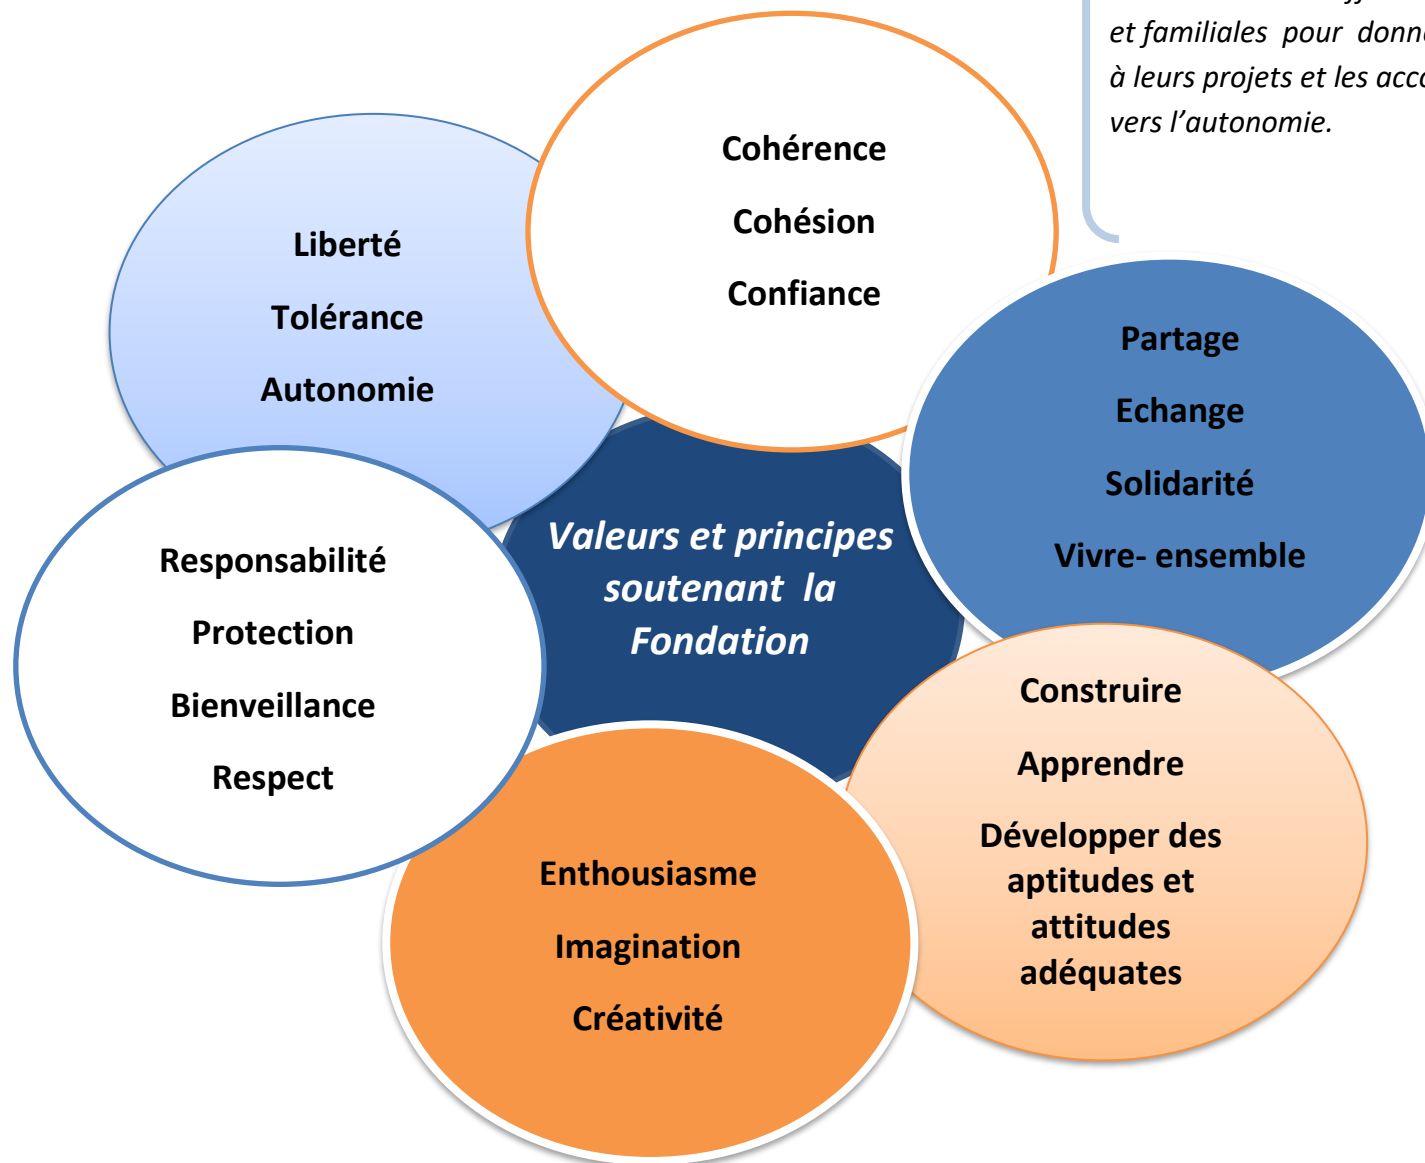 et familiales pour
à leurs projets et les
vers l’autonomie.
Cohérence
Cohésion
Confiance
Liberté
Tolérance
Autonomie
Partage
Echange
Solidarité
Vivre- ensemble
Valeurs et principes
soutenant la
Fondation
Responsabilité
Protection
Bienveillance
Respect
Construire
Apprendre
Développer des
aptitudes et
attitudes
adéquates
Enthousiasme
Imagination
Créativité